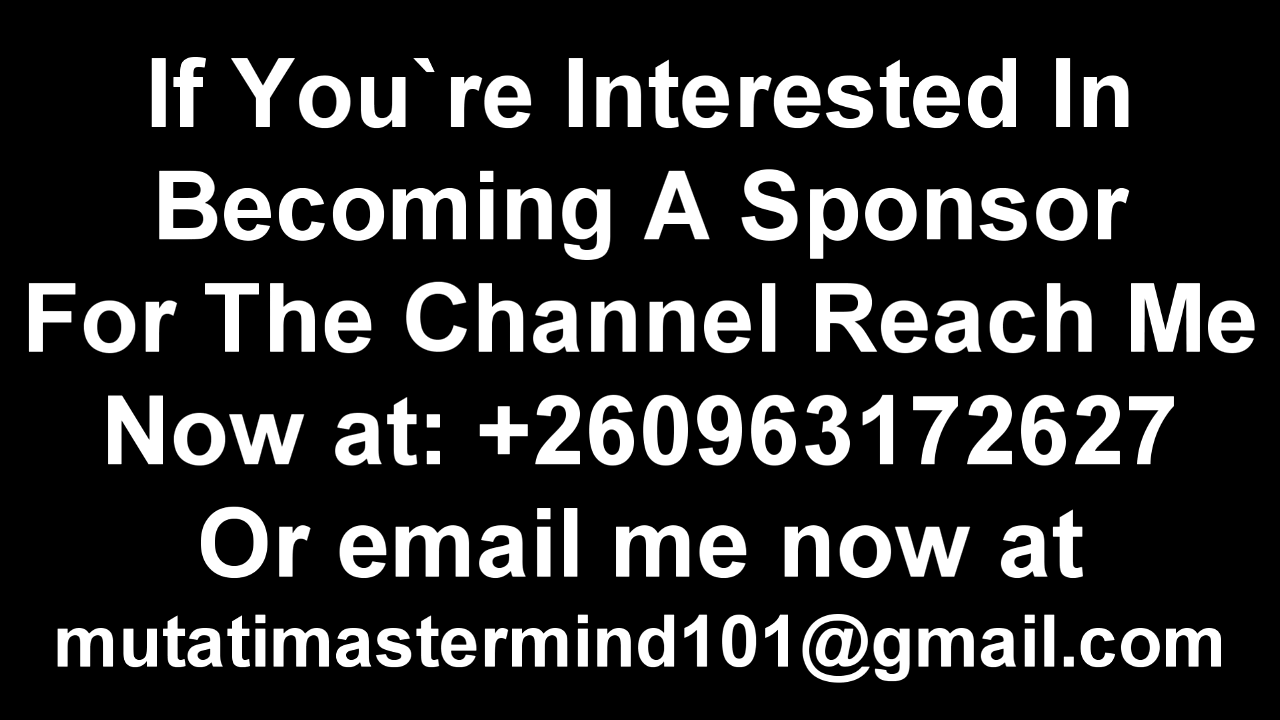 If You`re Interested In
Becoming A Sponsor
For The Channel Reach Me
Now at: +260963172627
Or email me now at
mutatimastermind101@gmail.com